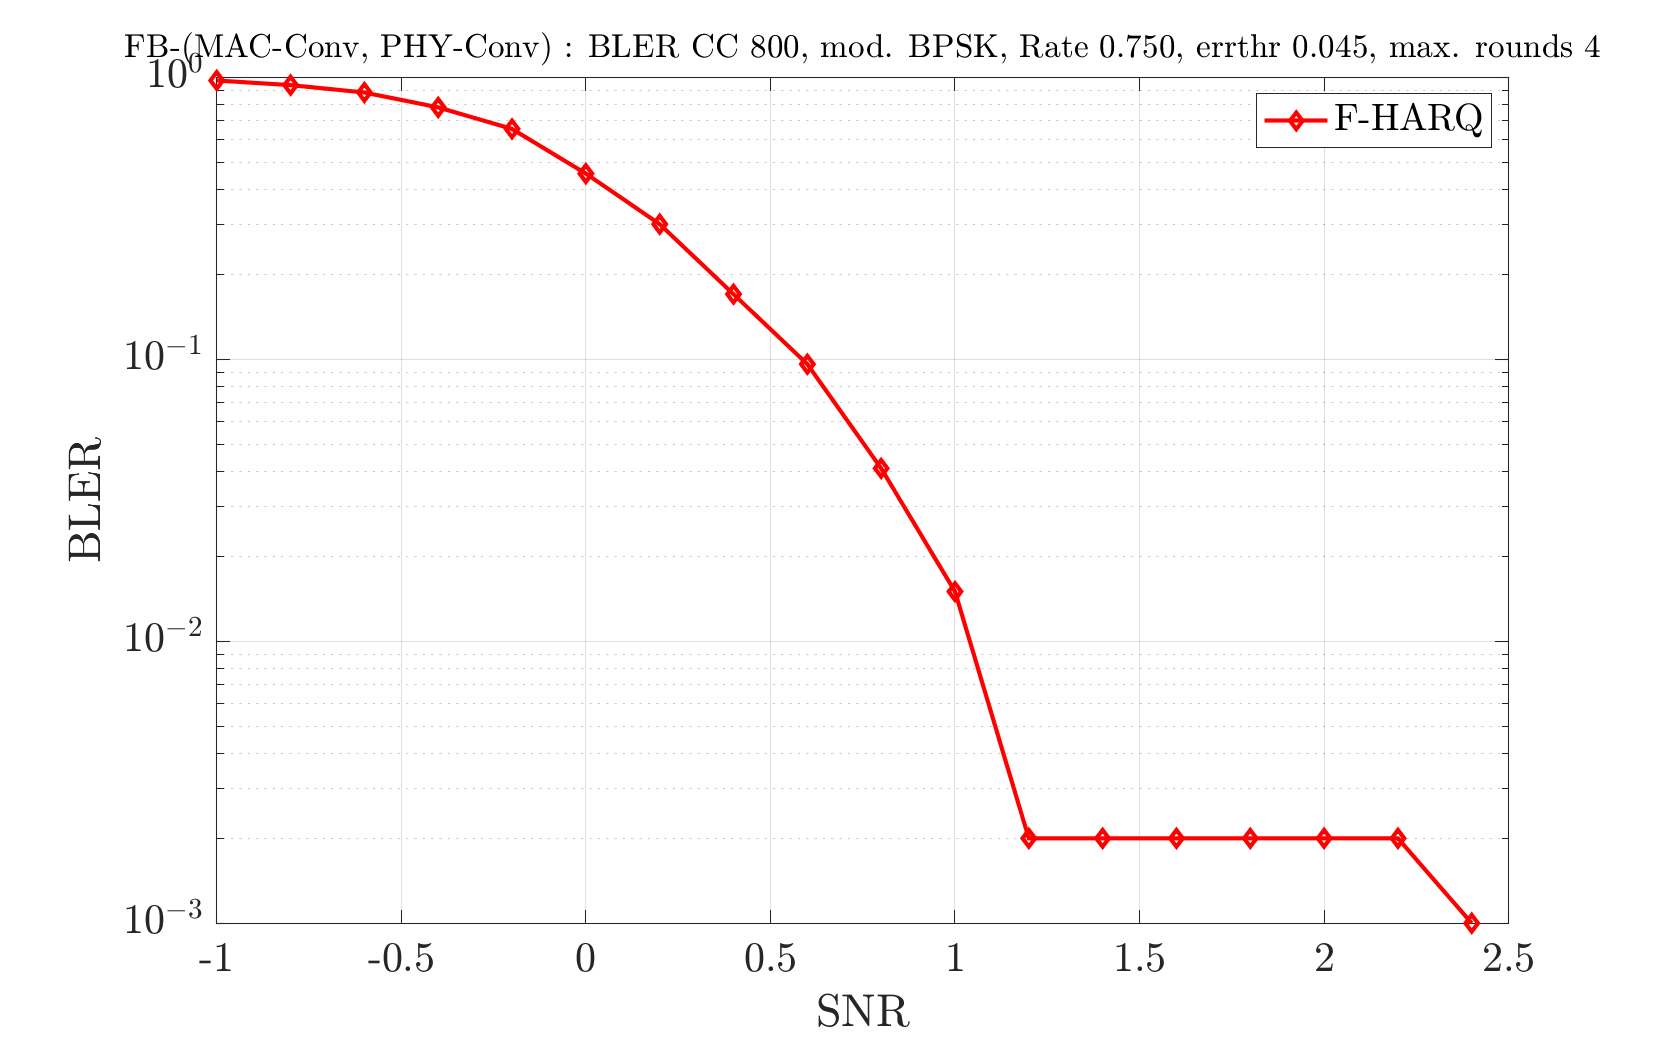 FB-(MAC-Conv, PHY-Conv) : BLER CC 800, mod. BPSK, Rate 0.750, errthr 0.045, max. rounds 4
10^0
F-HARQ
10^{-1}
BLER
10^{-2}
10^{-3}
-1 -0.5 0 0.5 1 1.5 2 2.5
SNR